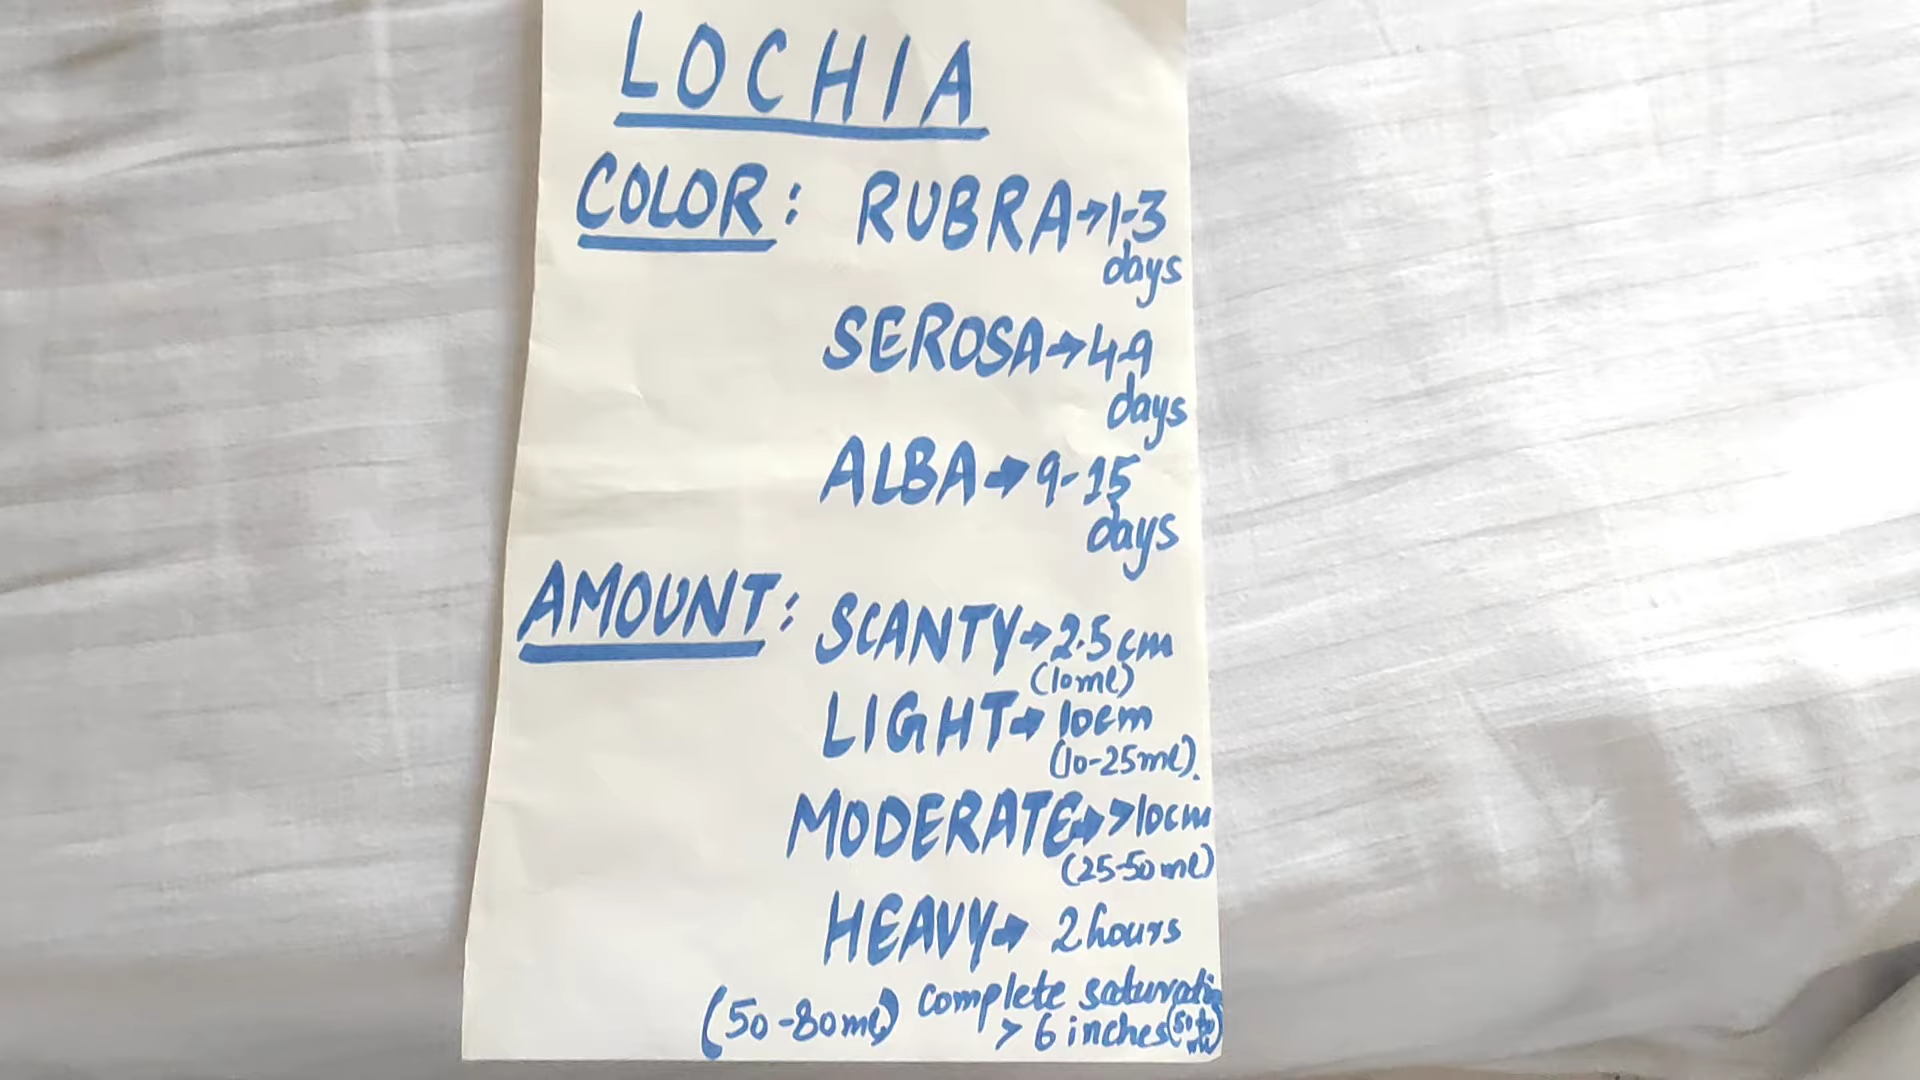 LOCHIA
COLOR: RUBRA→1-3
days
SEROSA→4-9
days
ALBA→9-15
days
AMOUNT: SCANTY→2.5cm
(10ml)
LIGHT→10cm
(10-25ml).
MODERATE→>10cm
(25-50ml)
HEAVY→ 2hours
complete
(50-80ml) > 6 inches